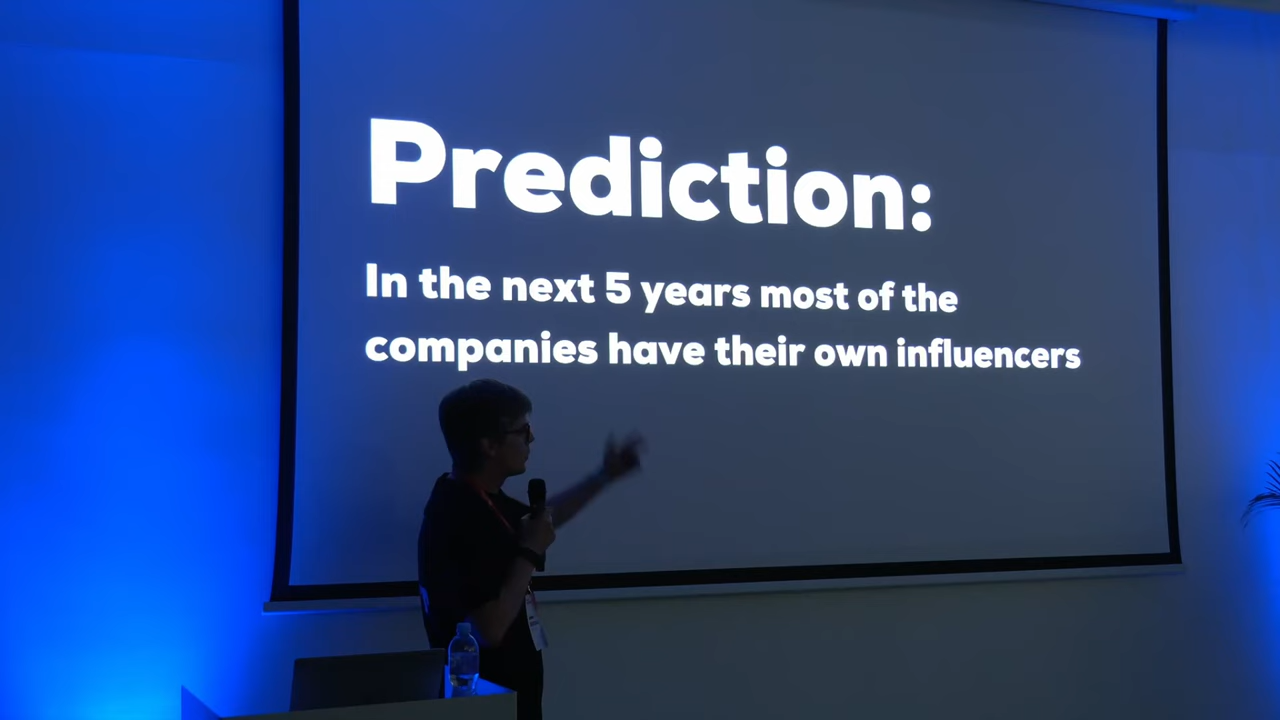 Prediction:
In the next 5 years most of the
companies have their own influencers